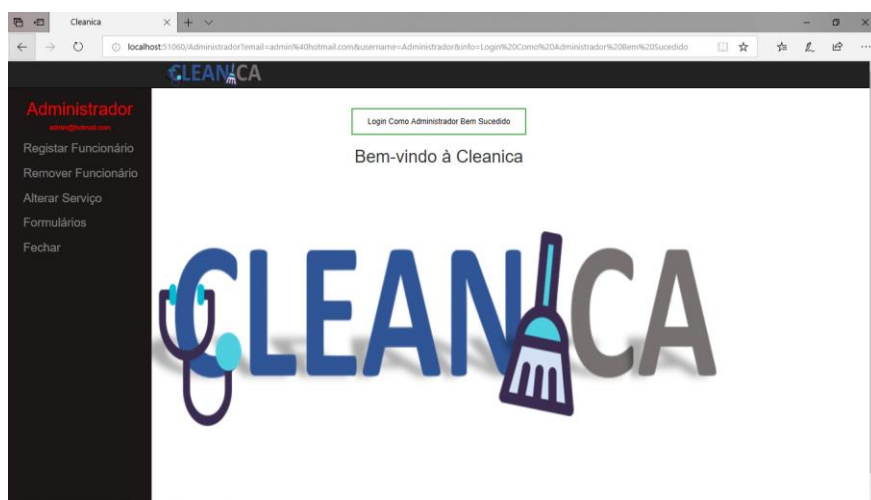 Cleanica
localhost:51060/Administrador?email=admin%40hotmail.com&username=Administrador&info=Login%20Como%20Administrador%20Bem%20Sucedido
CLEANICA
Administrador
admin@hotmail.com
Login Como Administrador Bem Sucedido
Bem-vindo à Cleanica
Registar Funcionário
Remover Funcionário
Alterar Serviço
Formulários
Fechar
CLEANICA